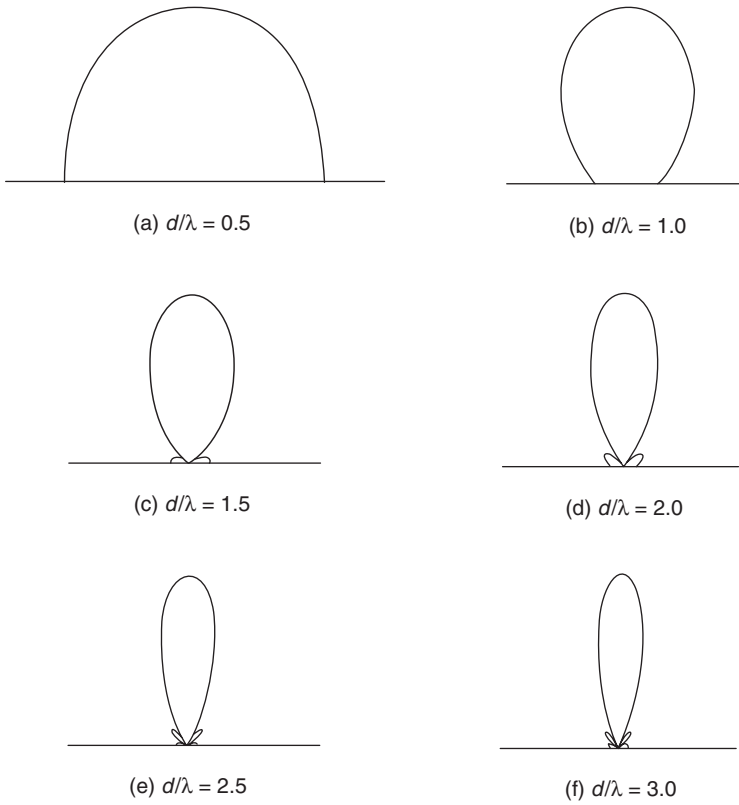 (a) d/λ = 0.5
(b) d/λ = 1.0
(c) d/λ = 1.5
(d) d/λ = 2.0
(e) d/λ = 2.5
(f) d/λ = 3.0